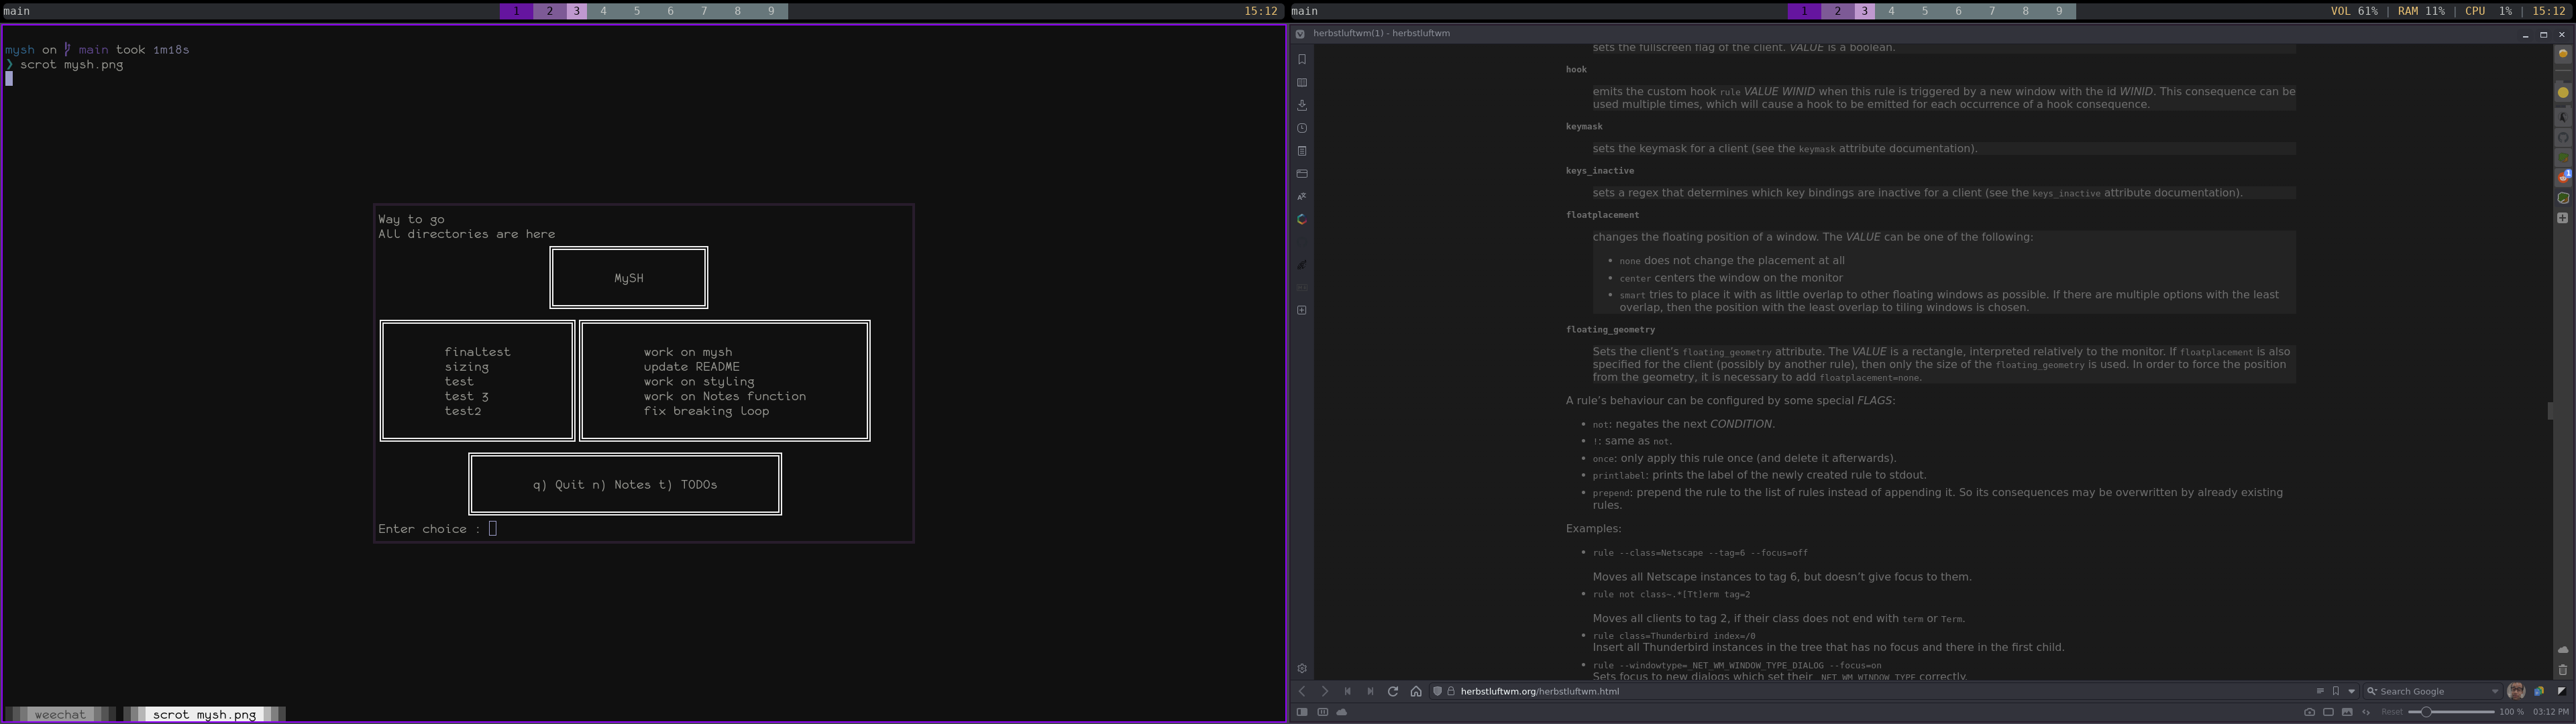 main
1 2 3 4 5 6 7 8 9
15:12
mysh on main took 1m18s
❯ scrot mysh.png
Way to go
All directories are here
MySH
finaltest
sizing
test
test 3
test2
work on mysh
update README
work on styling
work on Notes function
fix breaking loop
q) Quit n) Notes t) TODOs
Enter choice :
weechat
scrot mysh.png
main
1 2 3 4 5 6 7 8 9
VOL 61% | RAM 11% | CPU 1% | 15:12
herbstluftwm(1) - herbstluftwm
sets the fullscreen flag of the client. VALUE is a boolean.
hook
emits the custom hook rule VALUE WINID when this rule is triggered by a new window with the id WINID. This consequence can be
used multiple times, which will cause a hook to be emitted for each occurrence of a hook consequence.
keymask
sets the keymask for a client (see the keymask attribute documentation).
keys_inactive
sets a regex that determines which key bindings are inactive for a client (see the keys_inactive attribute documentation).
floatplacement
changes the floating position of a window. The VALUE can be one of the following:
• none does not change the placement at all
• center centers the window on the monitor
• smart tries to place it with as little overlap to other floating windows as possible. If there are multiple options with the least
overlap, then the position with the least overlap to tiling windows is chosen.
floating_geometry
Sets the client's floating_geometry attribute. The VALUE is a rectangle, interpreted relatively to the monitor. If floatplacement is also
specified for the client (possibly by another rule), then only the size of the floating_geometry is used. In order to force the position
from the geometry, it is necessary to add floatplacement=none.
A rule's behaviour can be configured by some special FLAGS:
• not: negates the next CONDITION.
• !: same as not.
• once: only apply this rule once (and delete it afterwards).
• printlabel: prints the label of the newly created rule to stdout.
• prepend: prepend the rule to the list of rules instead of appending it. So its consequences may be overwritten by already existing
rules.
Examples:
• rule --class=Netscape --tag=6 --focus=off
Moves all Netscape instances to tag 6, but doesn't give focus to them.
• rule not class~.*[Tt]erm tag=2
Moves all clients to tag 2, if their class does not end with term or Term.
• rule class=Thunderbird index=/0
Insert all Thunderbird instances in the tree that has no focus and there in the first child.
• rule --windowtype=_NET_WM_WINDOW_TYPE_DIALOG --focus=on
Sets focus to new dialogs which set their _NET_WM_WINDOW_TYPE correctly.
herbstluftwm.org/herbstluftwm.html
Search Google
Reset
100 %
03:12 PM